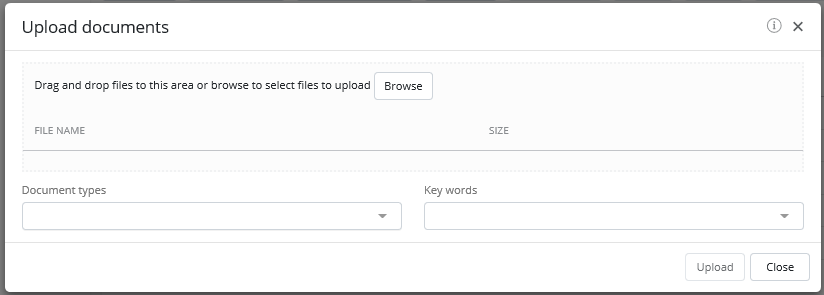 Upload documents
Drag and drop files to this area or browse to select files to upload Browse
FILE NAME SIZE
Document types Key words
Upload Close